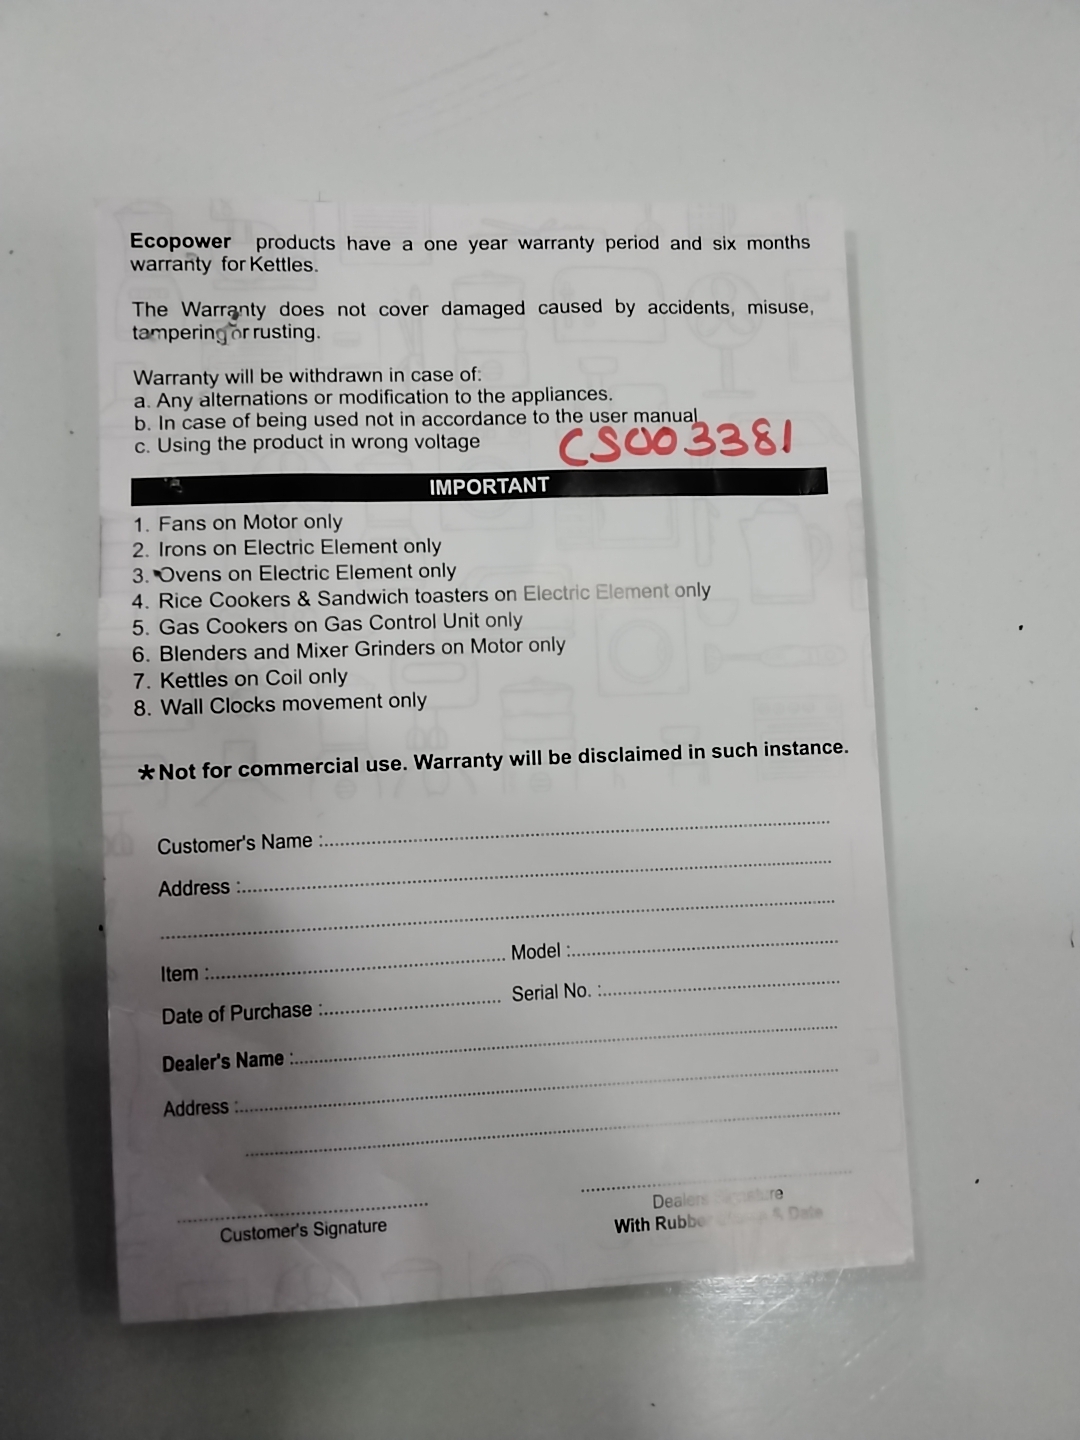 Ecopower products have a one year warranty period and six months
warranty for Kettles.
The Warranty does not cover damaged caused by accidents, misuse,
tampering or rusting.
Warranty will be withdrawn in case of:
a. Any alternations or modification to the appliances.
b. In case of being used not in accordance to the user manual
c. Using the product in wrong voltage
CS003381
IMPORTANT
1. Fans on Motor only
2. Irons on Electric Element only
3. Ovens on Electric Element only
4. Rice Cookers & Sandwich toasters on Electric Element only
5. Gas Cookers on Gas Control Unit only
6. Blenders and Mixer Grinders on Motor only
7. Kettles on Coil only
8. Wall Clocks movement only
*Not for commercial use. Warranty will be disclaimed in such instance.
Customer's Name :
Address :
Item : Model :
Date of Purchase : Serial No. :
Dealer's Name :
Address :
Customer's Signature
Dealers Signature
With Rubber & Date